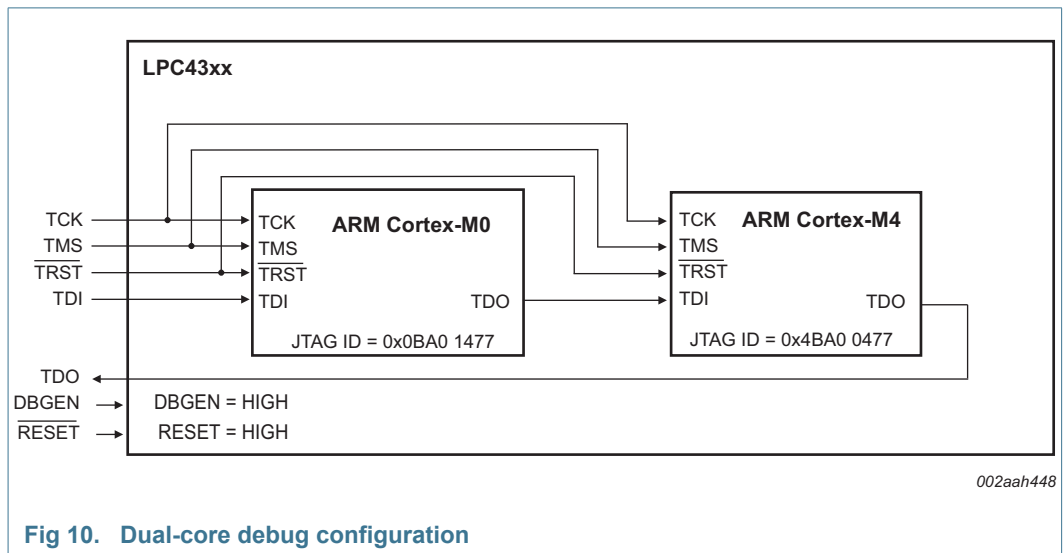 LPC43xx
TCK
TMS
TRST
TDI
TCK
TMS
TRST
TDI
ARM Cortex-M0
TDO
JTAG ID = 0x0BA0 1477
TCK
TMS
TRST
TDI
ARM Cortex-M4
TDO
JTAG ID = 0x4BA0 0477
TDO
DBGEN
RESET
DBGEN = HIGH
RESET = HIGH
002aah448
Fig 10. Dual-core debug configuration